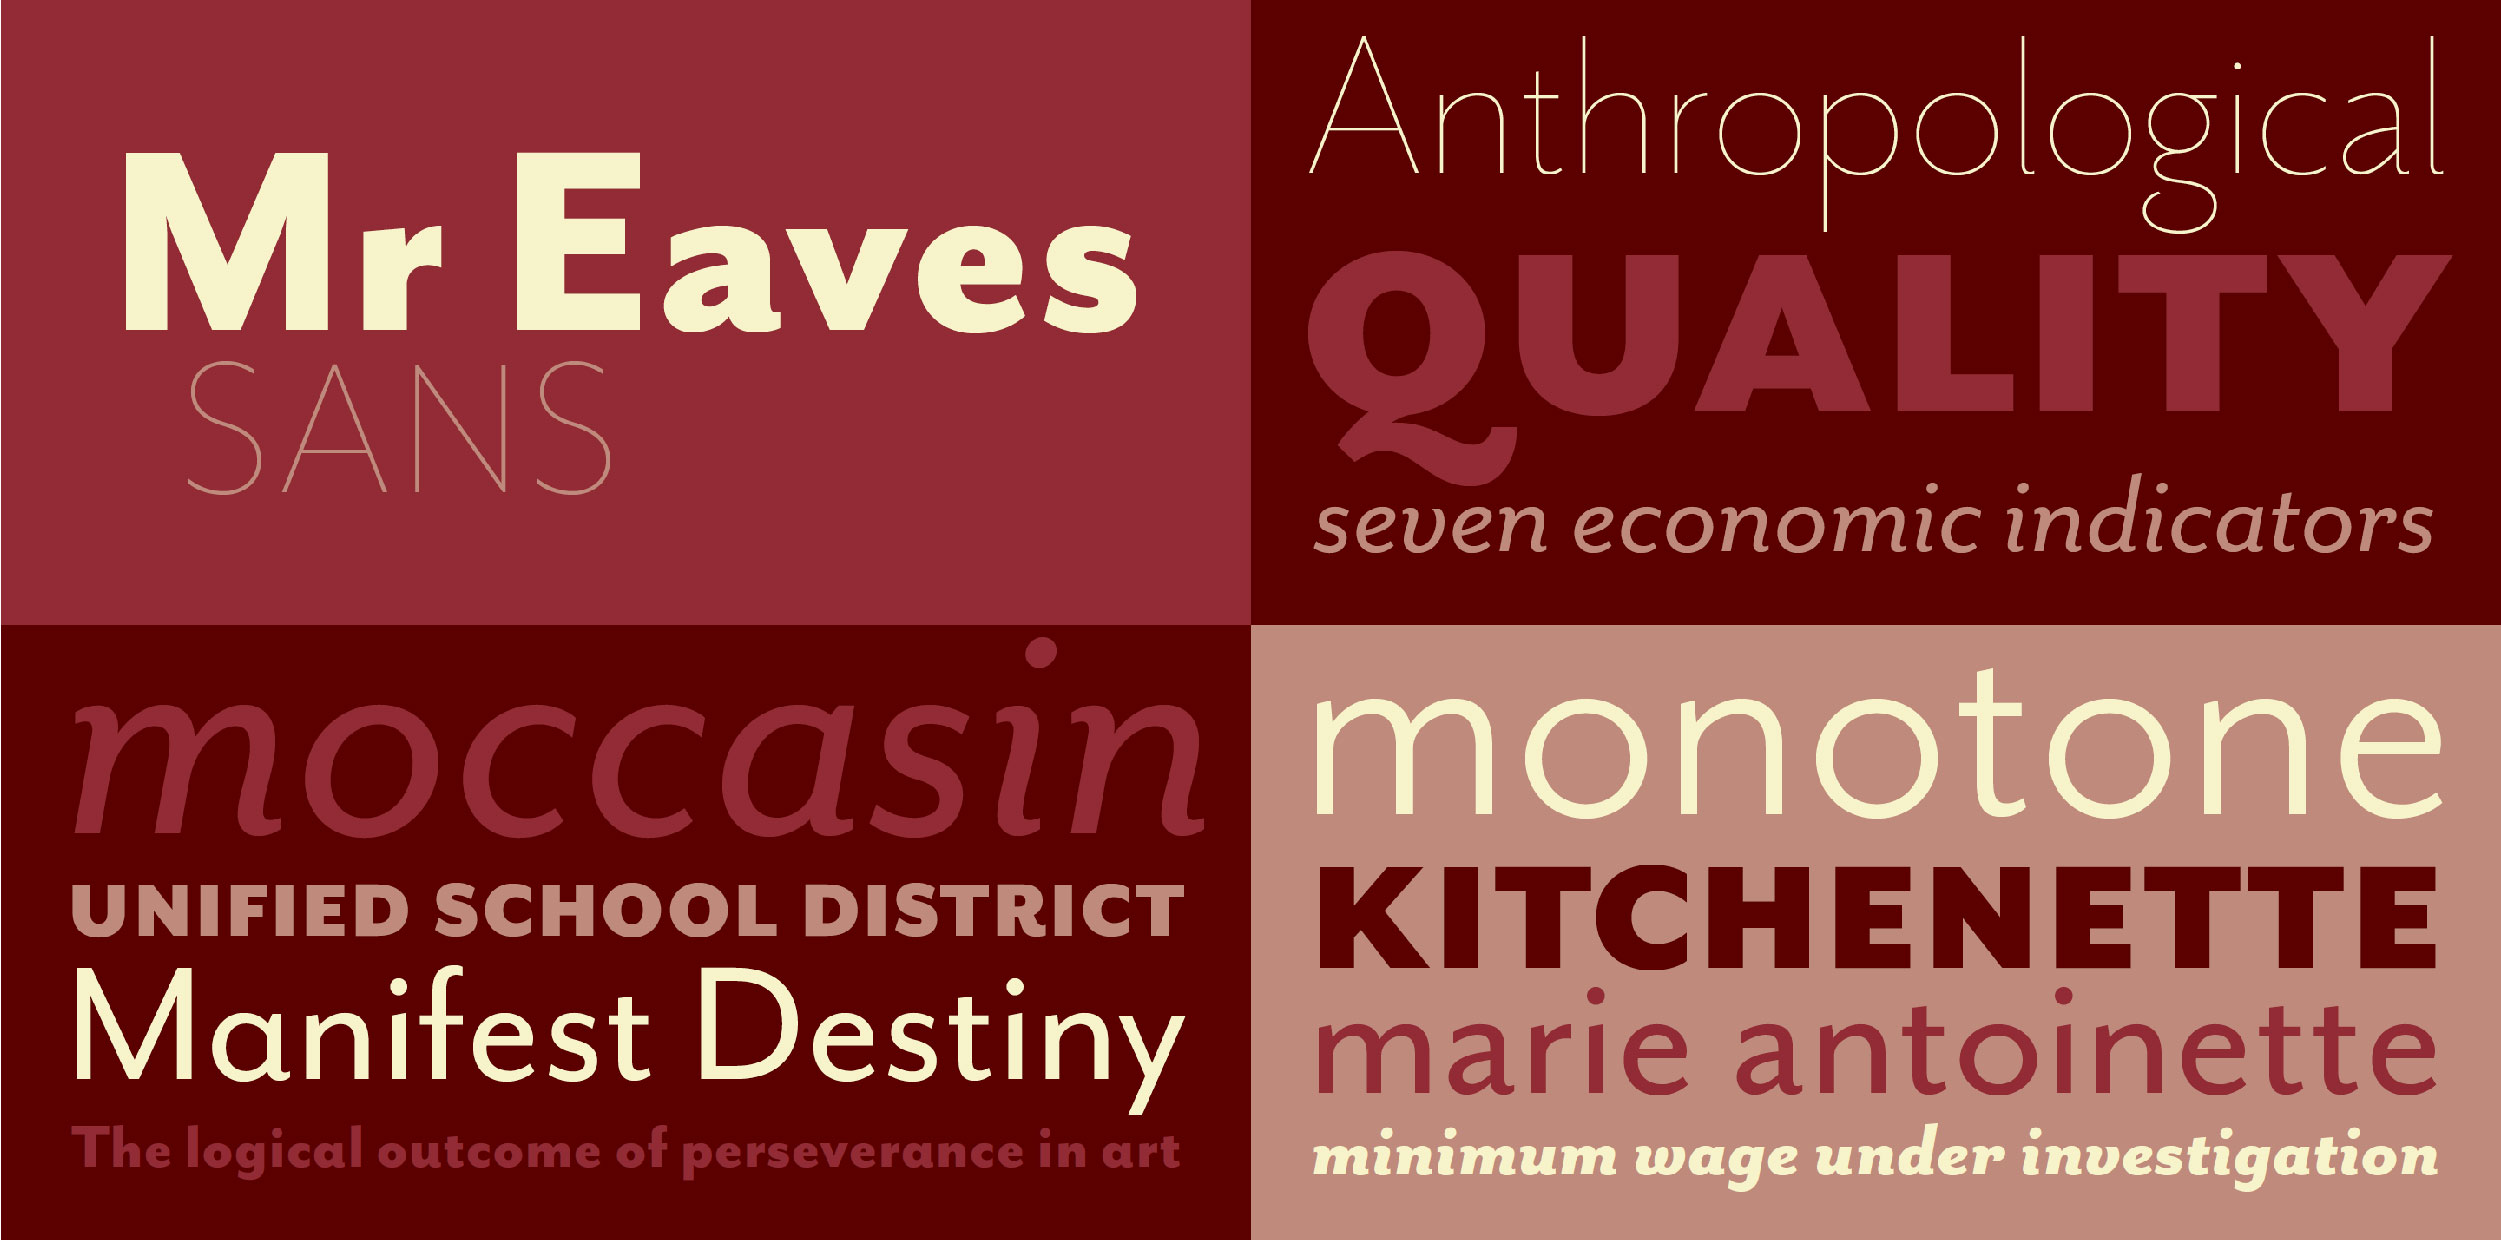 Mr Eaves
SANS
Anthropological
QUALITY
seven economic indicators
moccasin
UNIFIED SCHOOL DISTRICT
Manifest Destiny
The logical outcome of perseverance in art
monotone
KITCHENETTE
marie antoinette
minimum wage under investigation